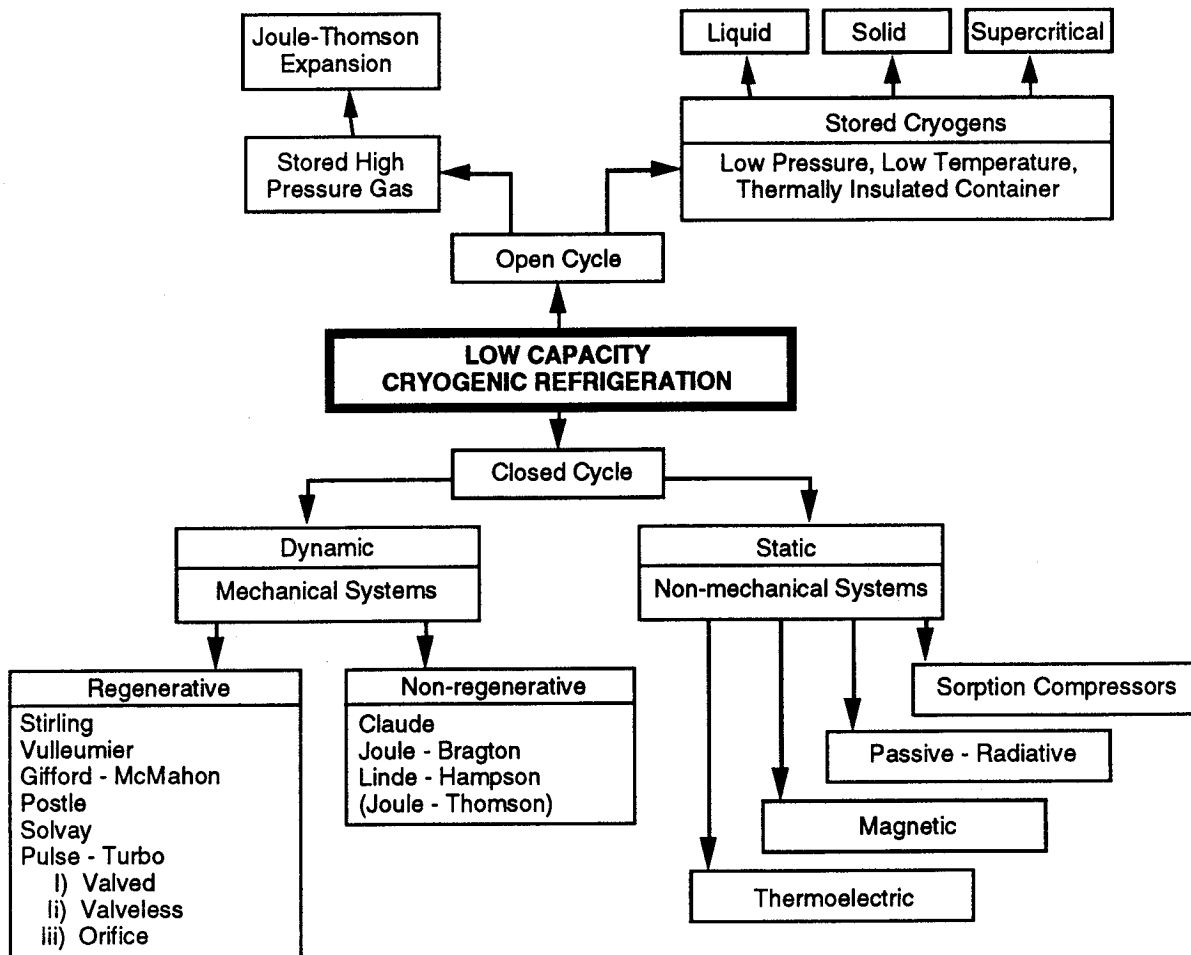 Joule-Thomson
Expansion
Liquid
Solid
Supercritical
Stored High
Pressure Gas
Stored Cryogens
Low Pressure, Low Temperature,
Thermally Insulated Container
Open Cycle
LOW CAPACITY
CRYOGENIC REFRIGERATION
Closed Cycle
Dynamic
Mechanical Systems
Static
Non-mechanical Systems
Regenerative
Stirling
Vulleumier
Gifford - McMahon
Postle
Solvay
Pulse - Turbo
I) Valved
Ii) Valveless
Iii) Orifice
Non-regenerative
Claude
Joule - Bragton
Linde - Hampson
(Joule - Thomson)
Sorption Compressors
Passive - Radiative
Magnetic
Thermoelectric